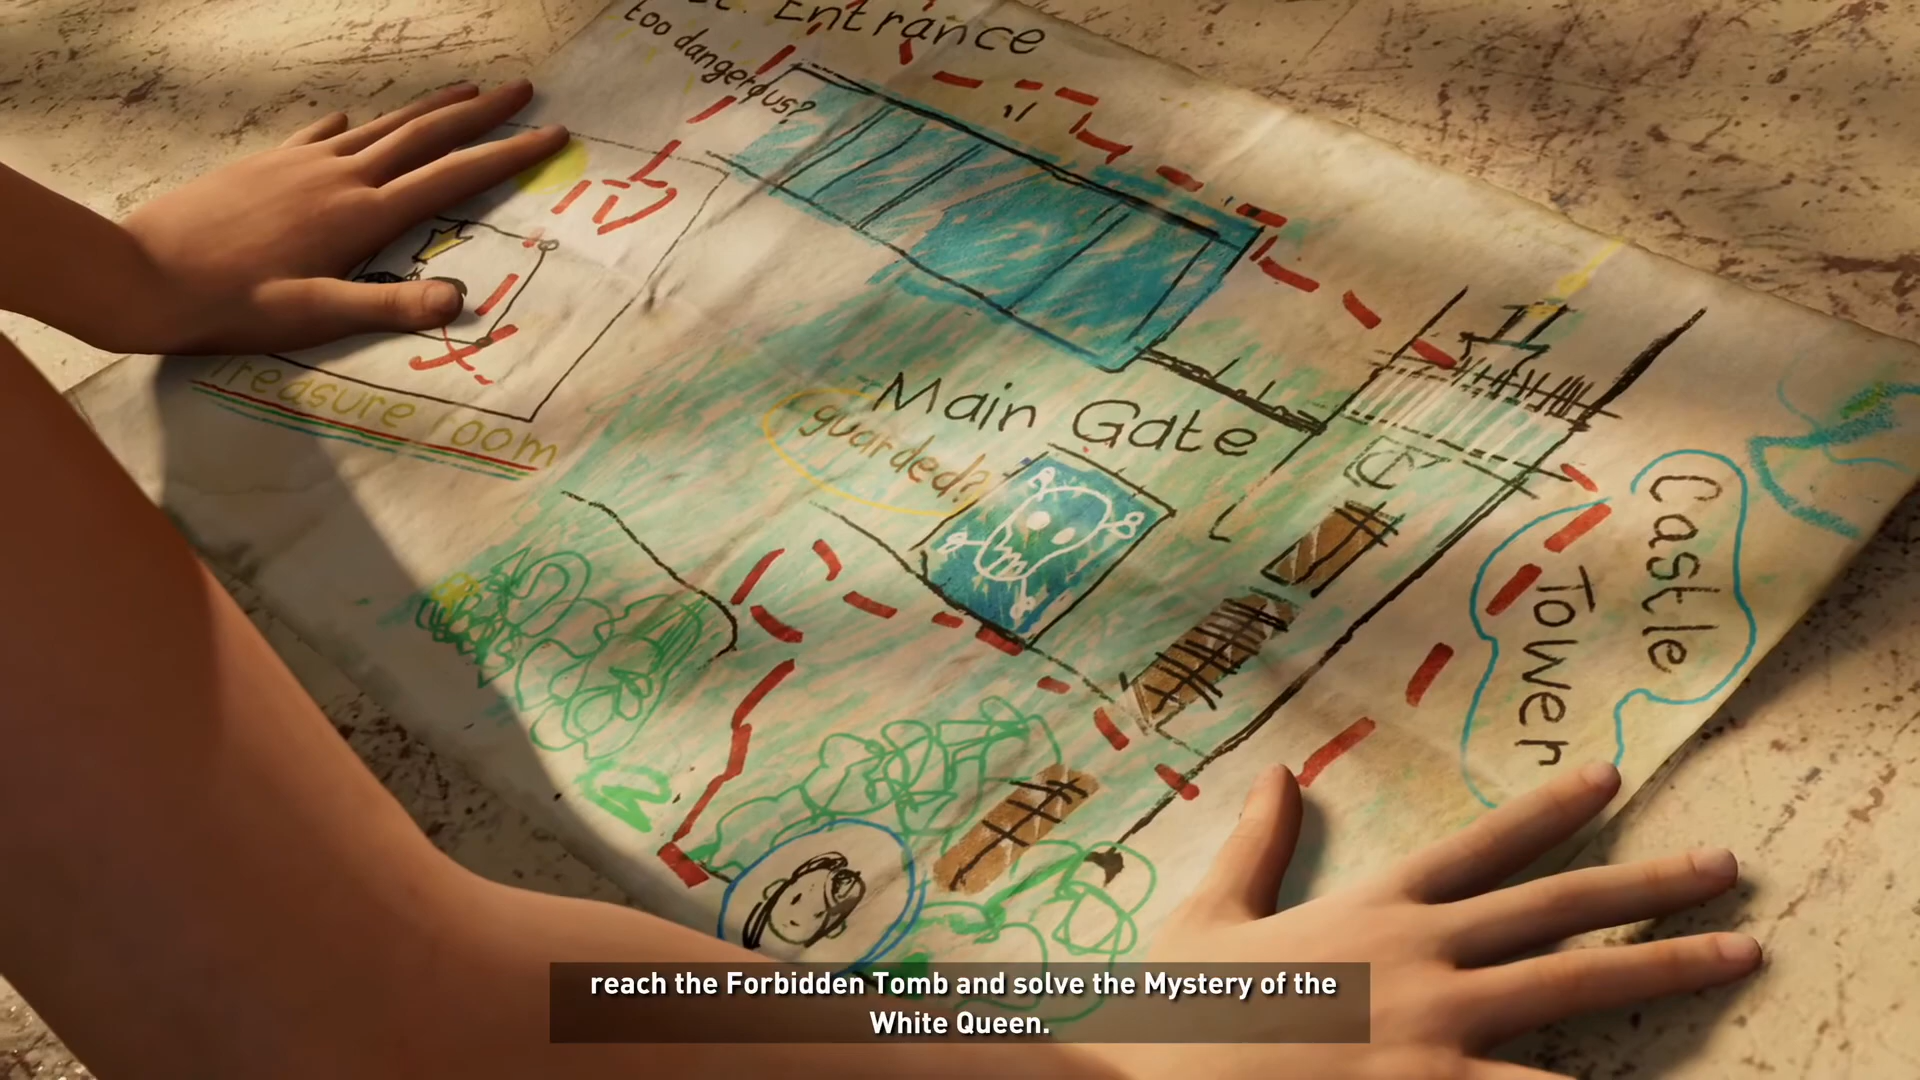 Entrance
too dangerous?
Treasure room
Main Gate
guarded?
Castle
Tower
reach the Forbidden Tomb and solve the Mystery of the
White Queen.